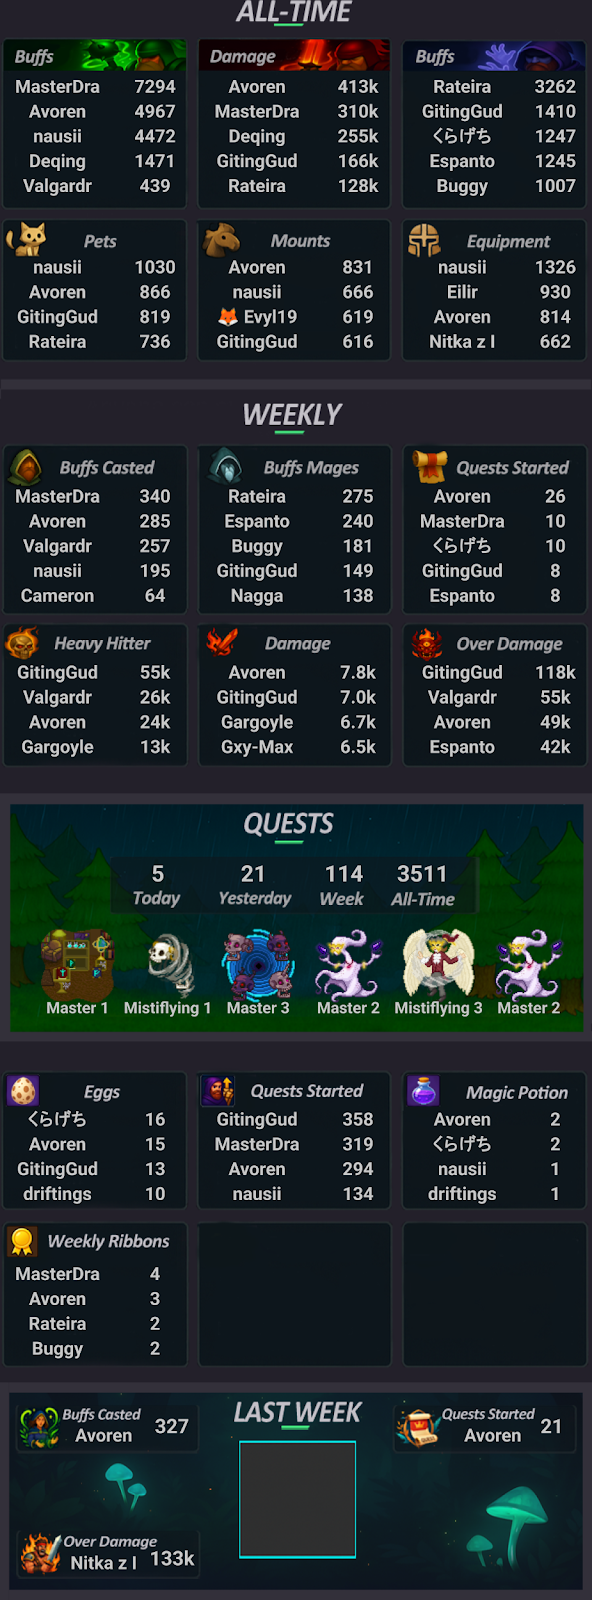 ALL-TIME
Buffs
MasterDra 7294
Avoren 4967
nausii 4472
Deqing 1471
Valgardr 439
Damage
Avoren 413k
MasterDra 310k
Deqing 255k
GitingGud 166k
Rateira 128k
Buffs
Rateira 3262
GitingGud 1410
くらげち 1247
Espanto 1245
Buggy 1007
Pets
nausii 1030
Avoren 866
GitingGud 819
Rateira 736
Mounts
Avoren 831
nausii 666
🦊 Evyl19 619
GitingGud 616
Equipment
nausii 1326
Eilir 930
Avoren 814
Nitka z I 662
WEEKLY
Buffs Casted
MasterDra 340
Avoren 285
Valgardr 257
nausii 195
Cameron 64
Buffs Mages
Rateira 275
Espanto 240
Buggy 181
GitingGud 149
Nagga 138
Quests Started
Avoren 26
MasterDra 10
くらげち 10
GitingGud 8
Espanto 8
Heavy Hitter
GitingGud 55k
Valgardr 26k
Avoren 24k
Gargoyle 13k
Damage
Avoren 7.8k
GitingGud 7.0k
Gargoyle 6.7k
Gxy-Max 6.5k
Over Damage
GitingGud 118k
Valgardr 55k
Avoren 49k
Espanto 42k
QUESTS
5 21 114 3511
Today Yesterday Week All-Time
Master 1 Mistiflying 1 Master 3 Master 2 Mistiflying 3 Master 2
Eggs
くらげち 16
Avoren 15
GitingGud 13
driftings 10
Quests Started
GitingGud 358
MasterDra 319
Avoren 294
nausii 134
Magic Potion
Avoren 2
くらげち 2
nausii 1
driftings 1
Weekly Ribbons
MasterDra 4
Avoren 3
Rateira 2
Buggy 2
LAST WEEK
Buffs Casted
Avoren 327
Quests Started
Avoren 21
Over Damage
Nitka z I 133k